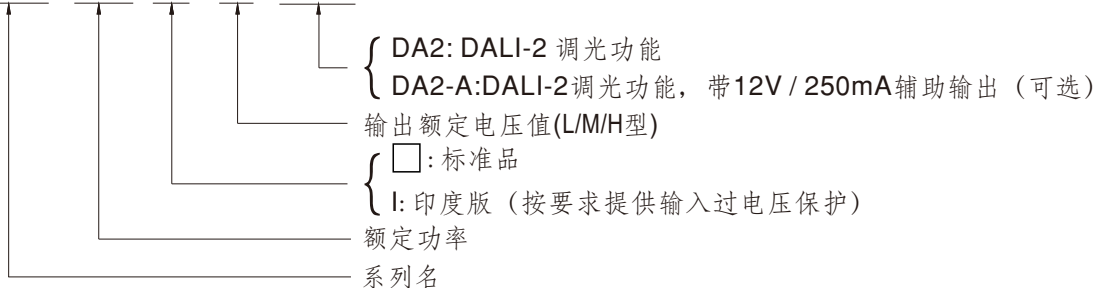 DA2: DALI-2 调光功能
DA2-A:DALI-2调光功能，带12V / 250mA辅助输出（可选）
输出额定电压值(L/M/H型)
□: 标准品
I: 印度版（按要求提供输入过电压保护）
额定功率
系列名